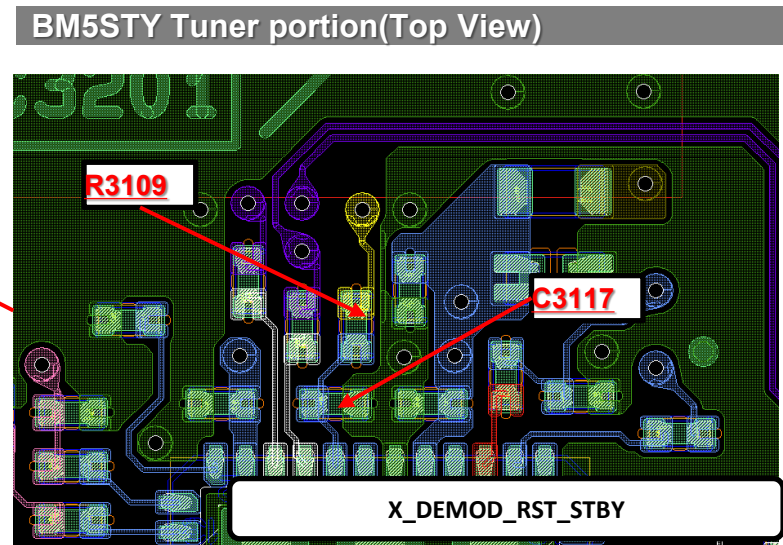 BM5STY Tuner portion(Top View)
C3201
R3109
C3117
X_DEMOD_RST_STBY